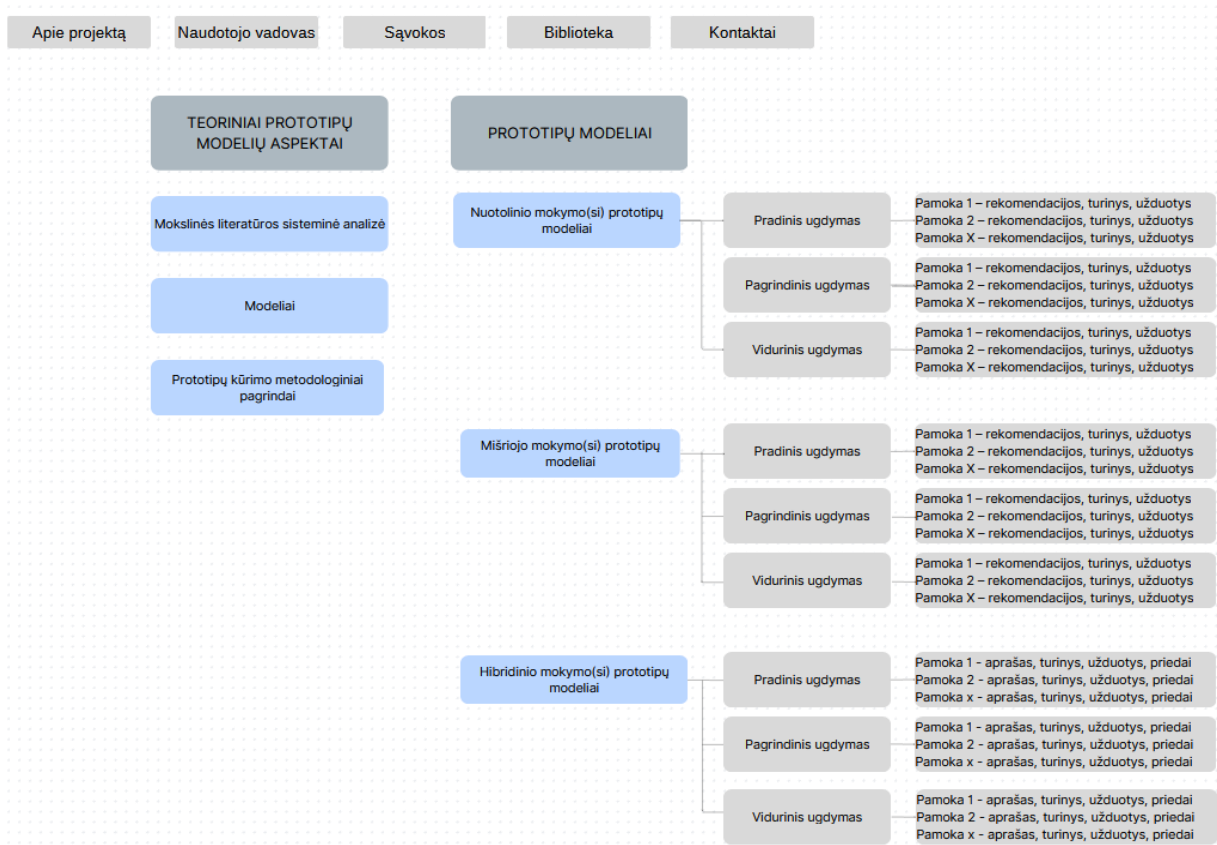 Apie projektą
Naudotojo vadovas
Sąvokos
Biblioteka
Kontaktai
TEORINIAI PROTOTIPŲ
MODELIŲ ASPEKTAI
Mokslinės literatūros sisteminė analizė
Modeliai
Prototipų kūrimo metodologiniai
pagrindai
PROTOTIPŲ MODELIAI
Nuotolinio mokymo(si) prototipų
modeliai
Pradinis ugdymas
Pamoka 1 – rekomendacijos, turinys, užduotys
Pamoka 2 – rekomendacijos, turinys, užduotys
Pamoka X – rekomendacijos, turinys, užduotys
Pagrindinis ugdymas
Pamoka 1 – rekomendacijos, turinys, užduotys
Pamoka 2 – rekomendacijos, turinys, užduotys
Pamoka X – rekomendacijos, turinys, užduotys
Vidurinis ugdymas
Pamoka 1 – rekomendacijos, turinys, užduotys
Pamoka 2 – rekomendacijos, turinys, užduotys
Pamoka X – rekomendacijos, turinys, užduotys
Mišriojo mokymo(si) prototipų
modeliai
Pradinis ugdymas
Pamoka 1 – rekomendacijos, turinys, užduotys
Pamoka 2 – rekomendacijos, turinys, užduotys
Pamoka X – rekomendacijos, turinys, užduotys
Pagrindinis ugdymas
Pamoka 1 – rekomendacijos, turinys, užduotys
Pamoka 2 – rekomendacijos, turinys, užduotys
Pamoka X – rekomendacijos, turinys, užduotys
Vidurinis ugdymas
Pamoka 1 – rekomendacijos, turinys, užduotys
Pamoka 2 – rekomendacijos, turinys, užduotys
Pamoka X – rekomendacijos, turinys, užduotys
Hibridinio mokymo(si) prototipų
modeliai
Pradinis ugdymas
Pamoka 1 - aprašas, turinys, užduotys, priedai
Pamoka 2 - aprašas, turinys, užduotys, priedai
Pamoka x - aprašas, turinys, užduotys, priedai
Pagrindinis ugdymas
Pamoka 1 - aprašas, turinys, užduotys, priedai
Pamoka 2 - aprašas, turinys, užduotys, priedai
Pamoka x - aprašas, turinys, užduotys, priedai
Vidurinis ugdymas
Pamoka 1 - aprašas, turinys, užduotys, priedai
Pamoka 2 - aprašas, turinys, užduotys, priedai
Pamoka x - aprašas, turinys, užduotys, priedai